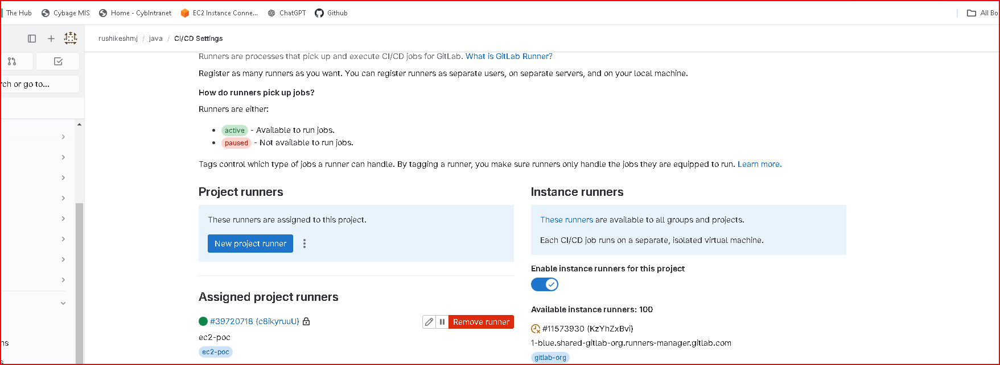 The Hub Cybage MIS Home - CybIntranet EC2 Instance Conne... ChatGPT Github All Bo
rushikeshmj / java / CI/CD Settings
rch or go to...
Runners are processes that pick up and execute CI/CD jobs for GitLab. What is GitLab Runner?
Register as many runners as you want. You can register runners as separate users, on separate servers, and on your local machine.
How do runners pick up jobs?
Runners are either:
active - Available to run jobs.
paused - Not available to run jobs.
Tags control which type of jobs a runner can handle. By tagging a runner, you make sure runners only handle the jobs they are equipped to run. Learn more.
Project runners
These runners are assigned to this project.
New project runner
Assigned project runners
#39720718 (c8ikyruuU)
Remove runner
ec2-poc
ec2-poc
Instance runners
These runners are available to all groups and projects.
Each CI/CD job runs on a separate, isolated virtual machine.
Enable instance runners for this project
Available instance runners: 100
#11573930 (KzYhZxBvi)
1-blue.shared-gitlab-org.runners-manager.gitlab.com
gitlab-org
ns